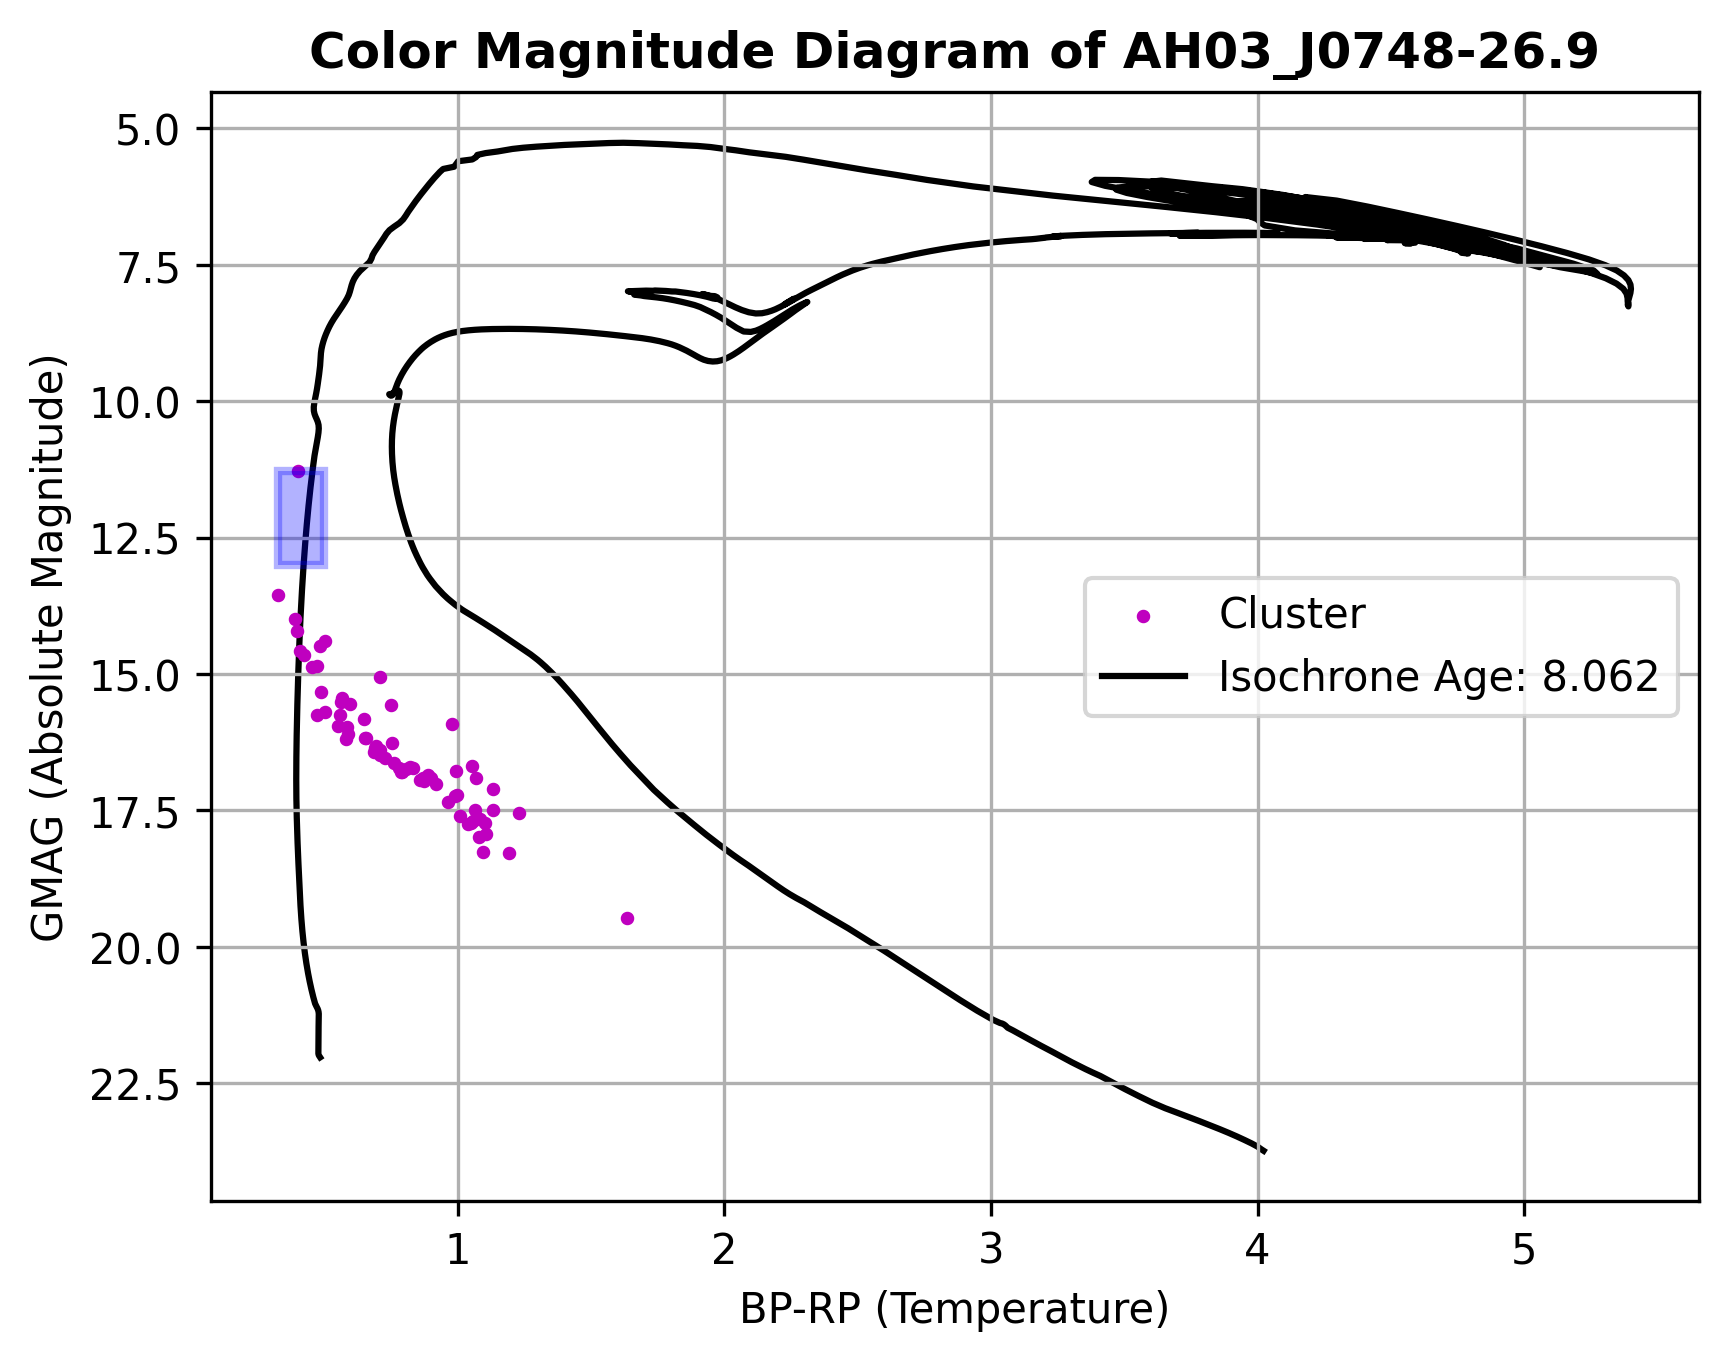 Color Magnitude Diagram of AH03_J0748-26.9
GMAG (Absolute Magnitude)
5.0
7.5
10.0
12.5
15.0
17.5
20.0
22.5
Cluster
Isochrone Age: 8.062
1 2 3 4 5
BP-RP (Temperature)